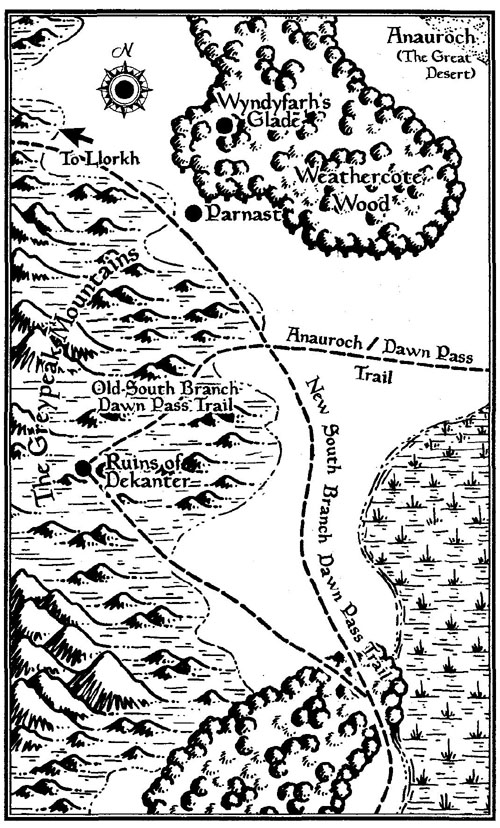 N
Anauroch
(The Great
Desert)
Wyndyfarh's
Glade
To Llorkh
Weathercote
Wood
Parnast
The Greypeak Mountains
Anauroch / Dawn Pass
Trail
Old South Branch
Dawn Pass Trail
New South Branch Dawn Pass Trail
Ruins of
Dekanter